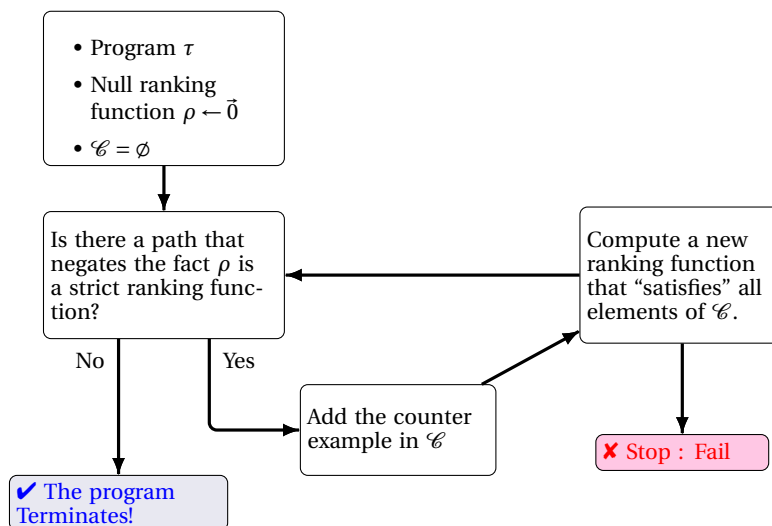 • Program τ
• Null ranking
function ρ ← 0⃗
• 𝒞 = ∅
Is there a path that
negates the fact ρ is
a strict ranking func-
tion?
Compute a new
ranking function
that “satisfies” all
elements of 𝒞.
No
Yes
Add the counter
example in 𝒞
✘ Stop : Fail
✔ The program
Terminates!